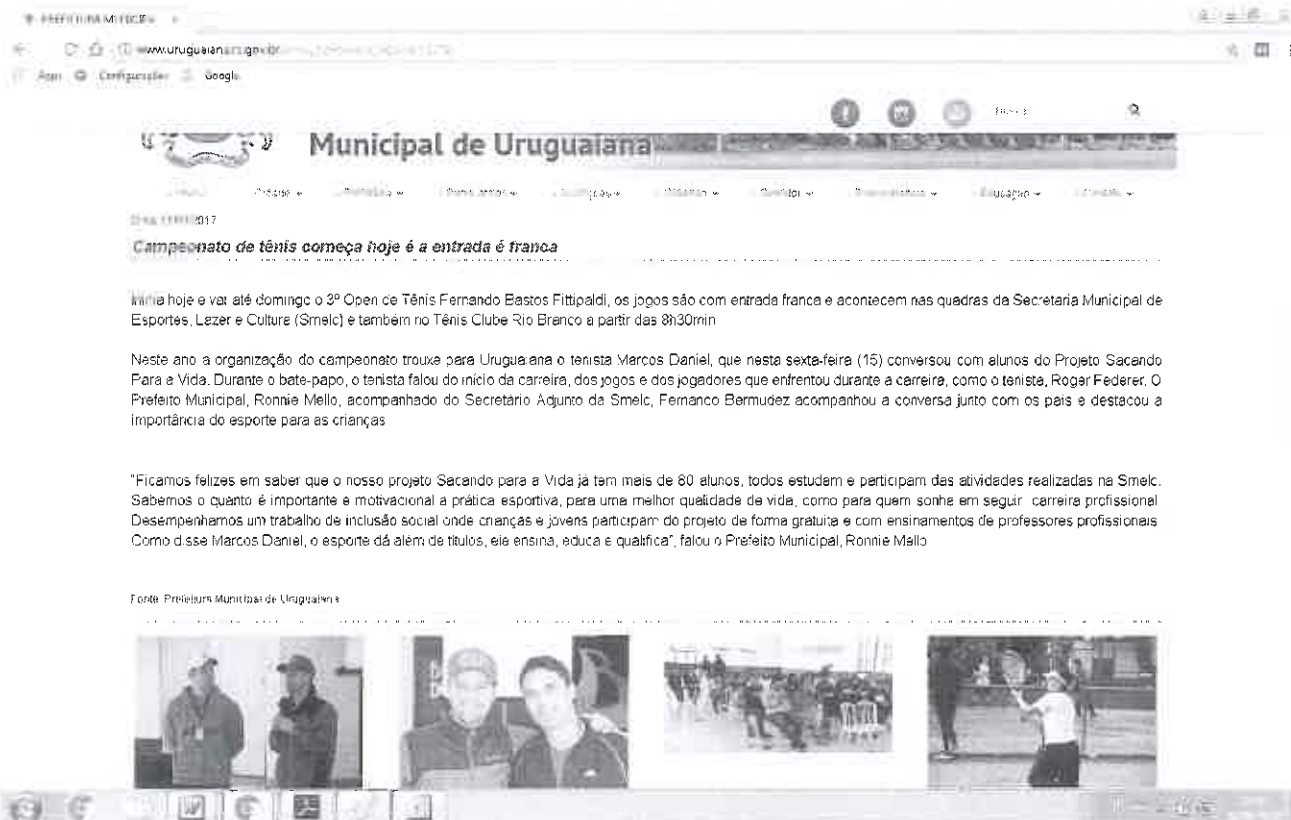 www.uruguaiana.rs.gov.br
Apps Configurações Google
Municipal de Uruguaiana
2017
Campeonato de tênis começa hoje é a entrada é franca
Inicia hoje e vai até domingo o 3º Open de Tênis Fernando Bastos Fittipaldi, os jogos são com entrada franca e acontecem nas quadras da Secretaria Municipal de
Esportes, Lazer e Cultura (Smelc) e também no Tênis Clube Rio Branco a partir das 8h30min
Neste ano a organização do campeonato trouxe para Uruguaiana o tenista Marcos Daniel, que nesta sexta-feira (15) conversou com alunos do Projeto Sacando
Para a Vida. Durante o bate-papo, o tenista falou do início da carreira, dos jogos e dos jogadores que enfrentou durante a carreira, como o tenista, Roger Federer. O
Prefeito Municipal, Ronnie Mello, acompanhado do Secretário Adjunto da Smelc, Fernanco Bermudez acompanhou a conversa junto com os pais e destacou a
importância do esporte para as crianças
"Ficamos felizes em saber que o nosso projeto Sacando para a Vida já tem mais de 80 alunos, todos estudam e participam das atividades realizadas na Smelc.
Sabemos o quanto é importante e motivacional a prática esportiva, para uma melhor qualidade de vida, como para quem sonha em seguir carreira profissional
Desempenhamos um trabalho de inclusão social onde crianças e jovens participam do projeto de forma gratuita e com ensinamentos de professores profissionais
Como disse Marcos Daniel, o esporte dá além de títulos, ele ensina, educa e qualifica", falou o Prefeito Municipal, Ronnie Mello
Fonte: Prefeitura Municipal de Uruguaiana